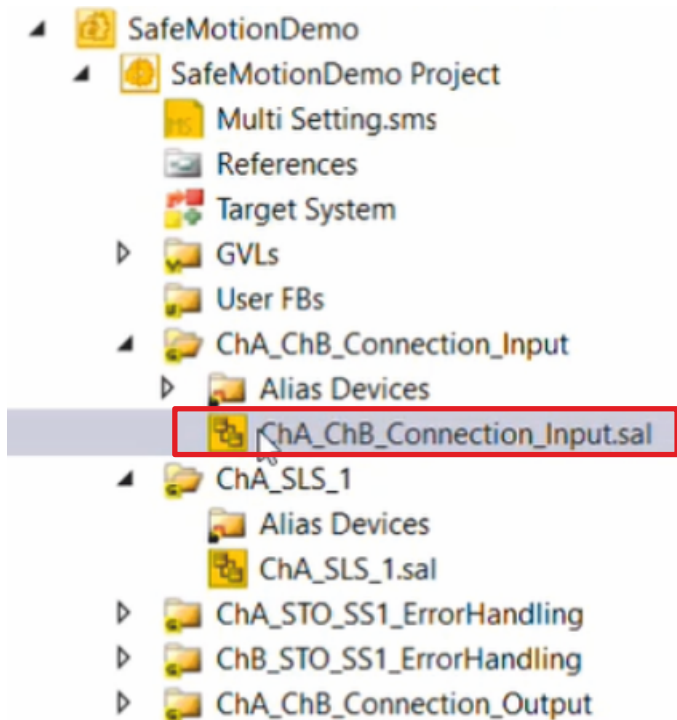 SafeMotionDemo
SafeMotionDemo Project
MS Multi Setting.sms
References
Target System
GVLs
User FBs
ChA_ChB_Connection_Input
Alias Devices
ChA_ChB_Connection_Input.sal
ChA_SLS_1
Alias Devices
ChA_SLS_1.sal
ChA_STO_SS1_ErrorHandling
ChB_STO_SS1_ErrorHandling
ChA_ChB_Connection_Output